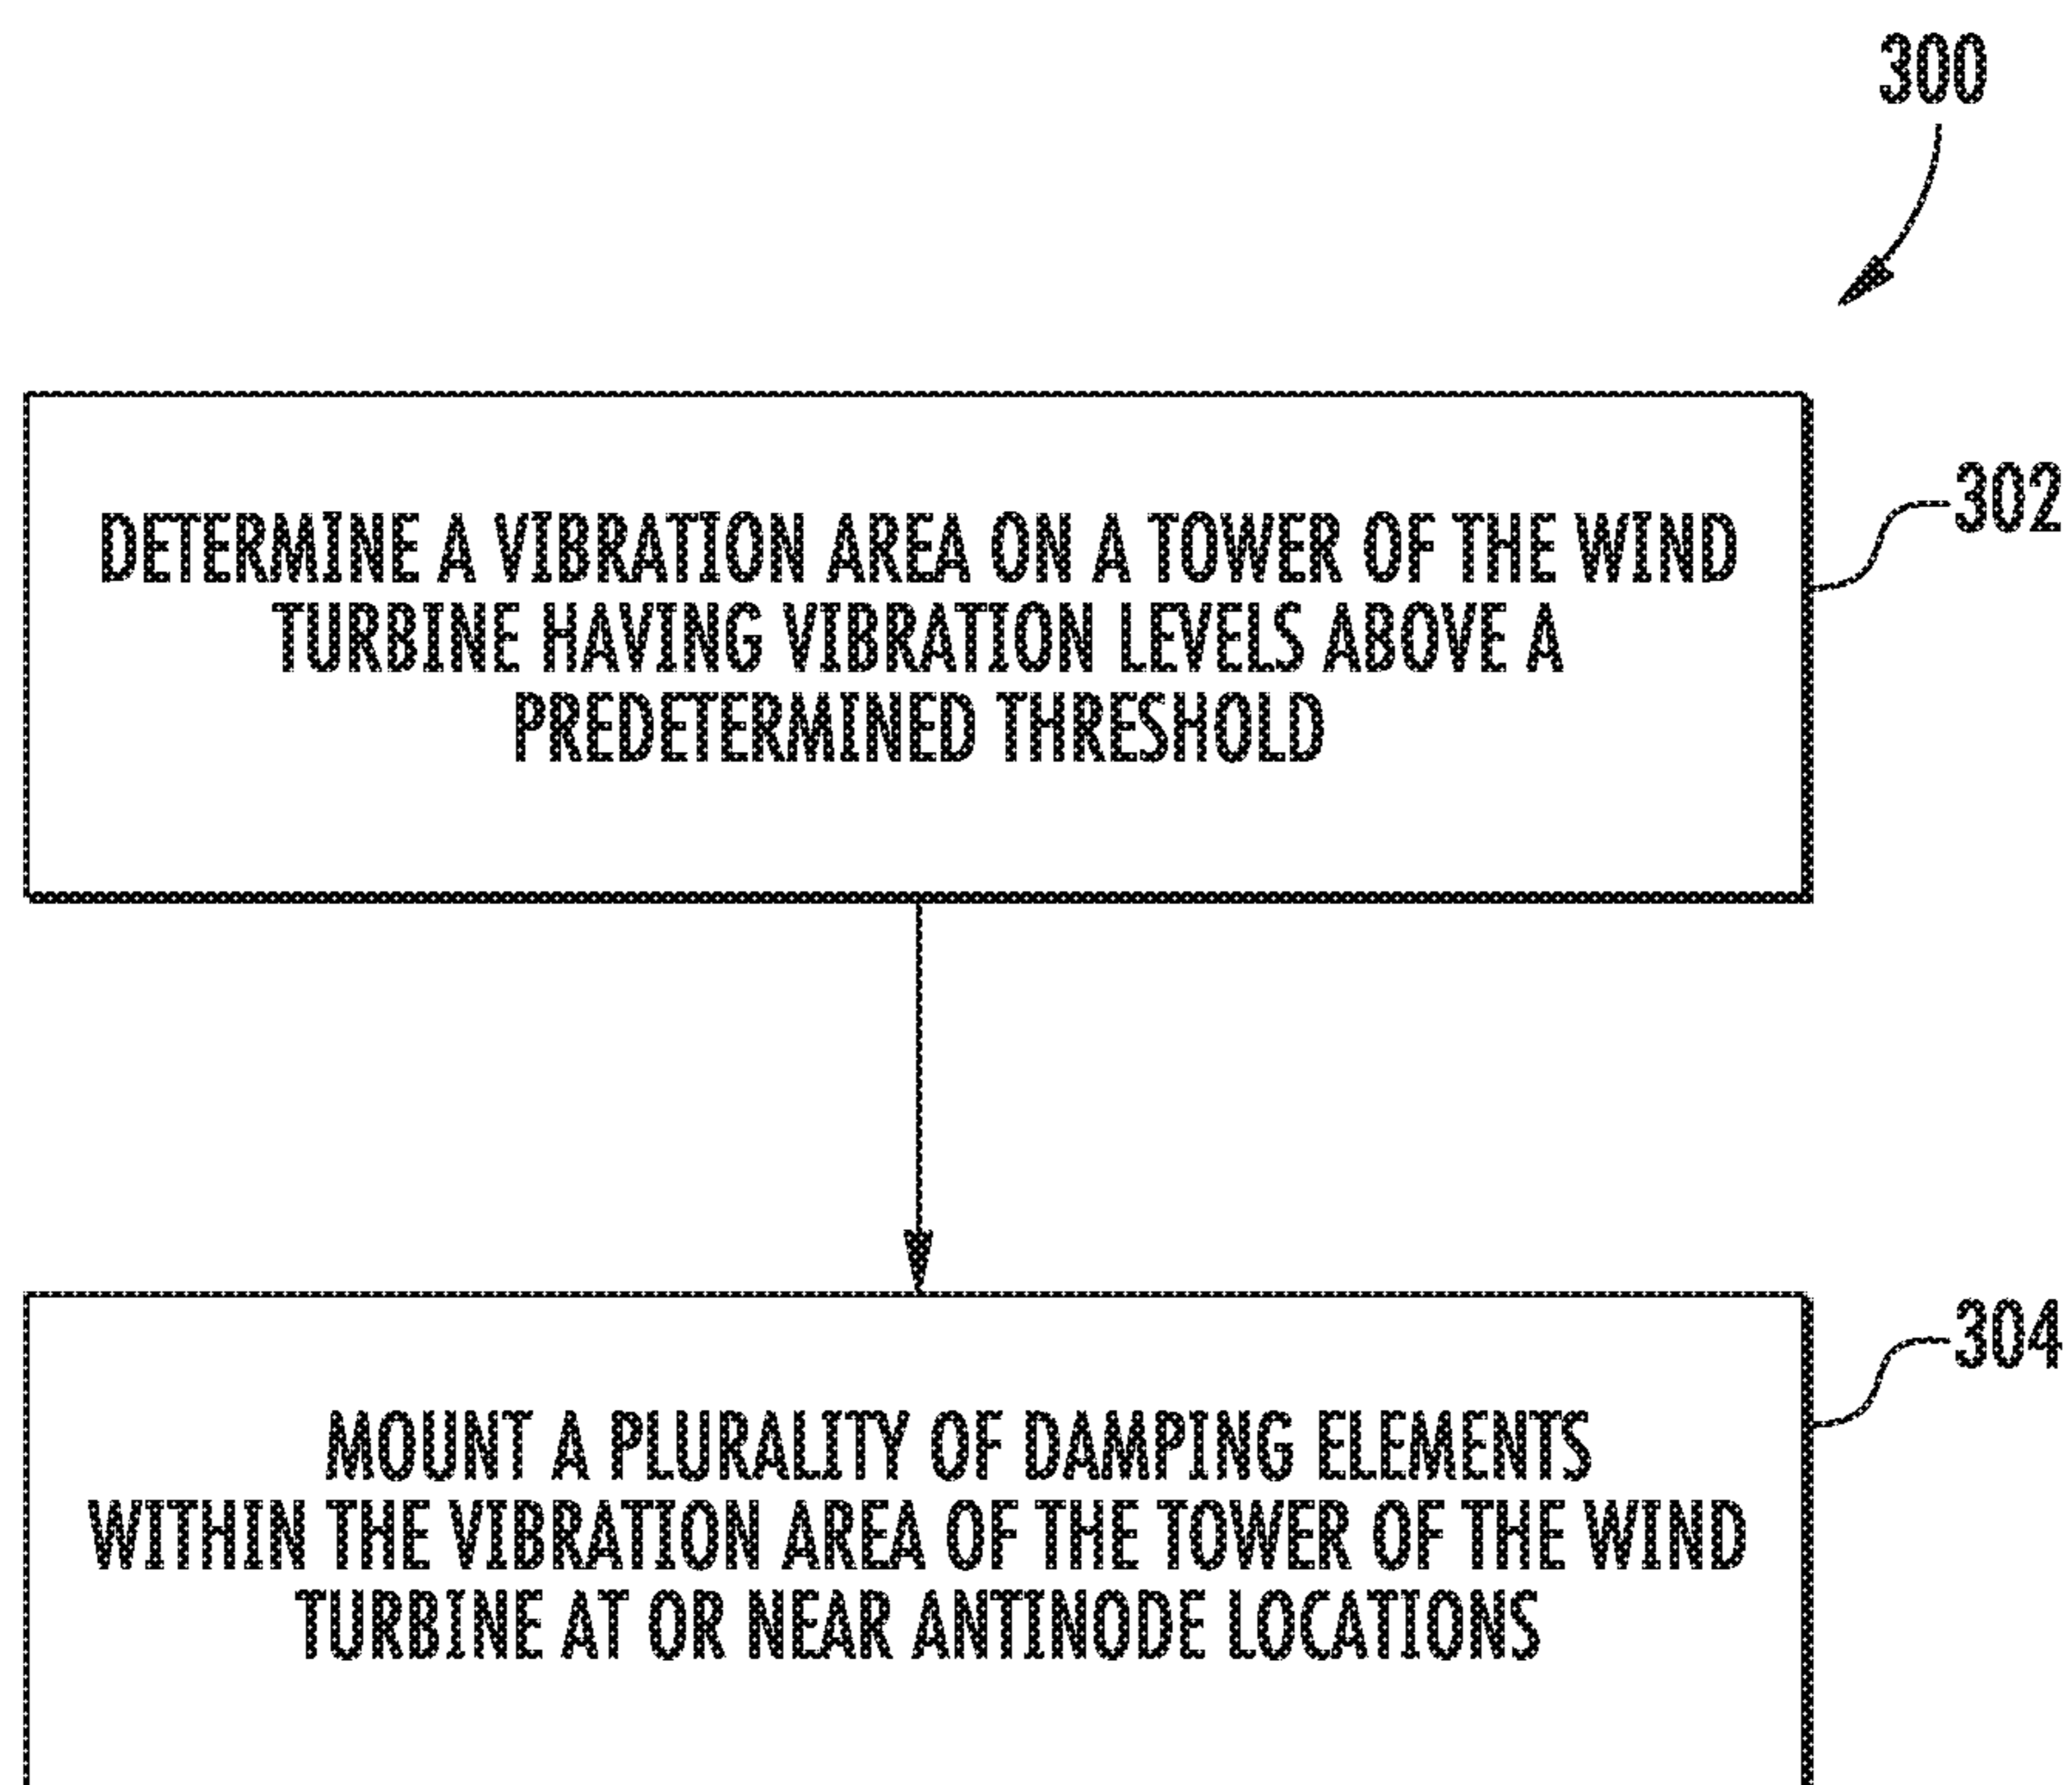 300
DETERMINE A VIBRATION AREA ON A TOWER OF THE WIND
TURBINE HAVING VIBRATION LEVELS ABOVE A
PREDETERMINED THRESHOLD
302
MOUNT A PLURALITY OF DAMPING ELEMENTS
WITHIN THE VIBRATION AREA OF THE TOWER OF THE WIND
TURBINE AT OR NEAR ANTINODE LOCATIONS
304